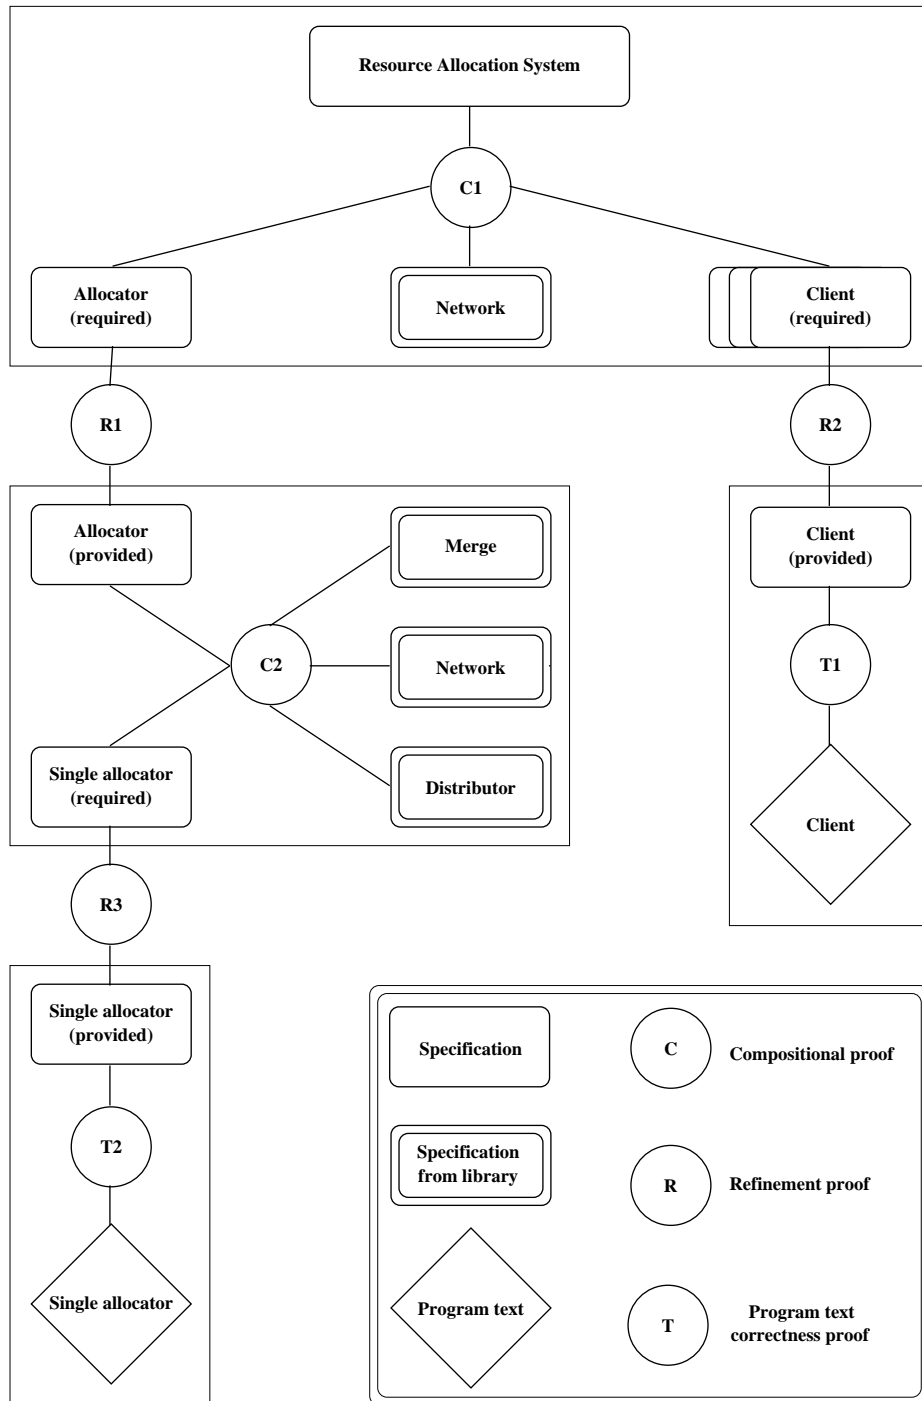 Resource Allocation System
C1
Allocator
(required)
Network
Client
(required)
R1
R2
Allocator
(provided)
Merge
Client
(provided)
C2
Network
T1
Single allocator
(required)
Distributor
Client
R3
Single allocator
(provided)
Specification
C
Compositional proof
T2
Specification
from library
R
Refinement proof
Single allocator
Program text
T
Program text
correctness proof